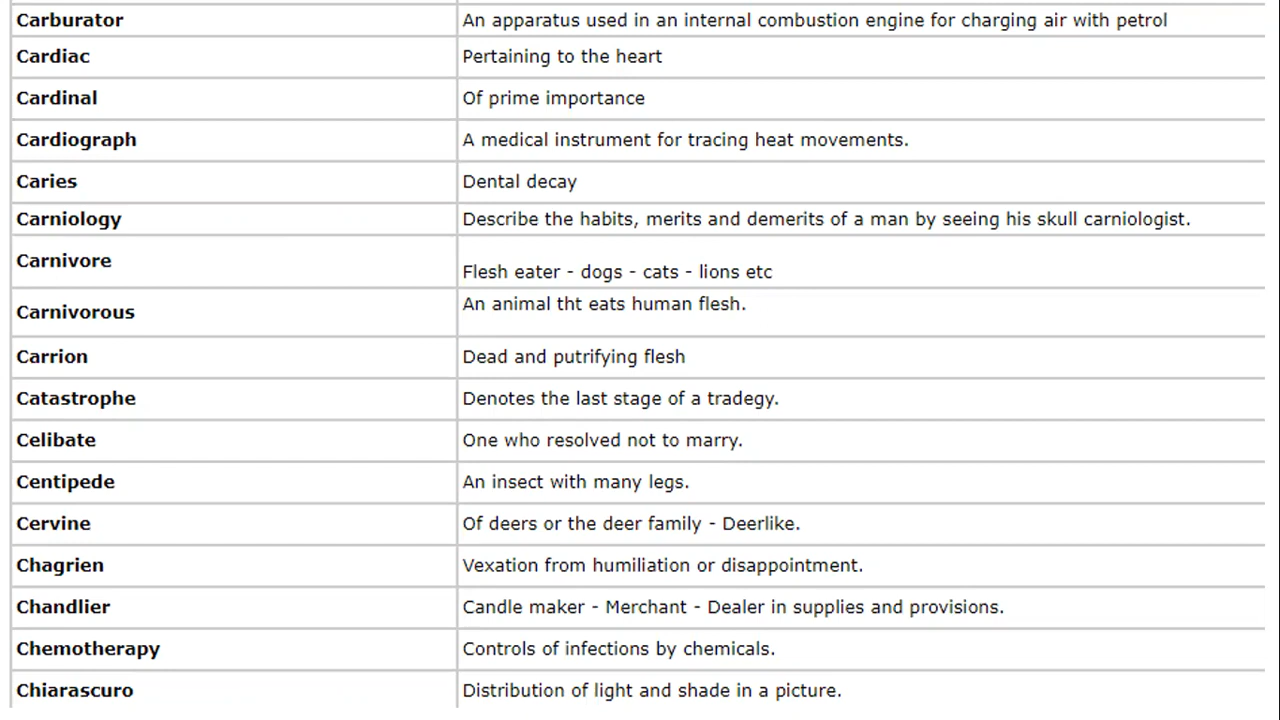 Carburator An apparatus used in an internal combustion engine for charging air with petrol
Cardiac Pertaining to the heart
Cardinal Of prime importance
Cardiograph A medical instrument for tracing heat movements.
Caries Dental decay
Carniology Describe the habits, merits and demerits of a man by seeing his skull carniologist.
Carnivore Flesh eater - dogs - cats - lions etc
Carnivorous An animal tht eats human flesh.
Carrion Dead and putrifying flesh
Catastrophe Denotes the last stage of a tradegy.
Celibate One who resolved not to marry.
Centipede An insect with many legs.
Cervine Of deers or the deer family - Deerlike.
Chagrien Vexation from humiliation or disappointment.
Chandlier Candle maker - Merchant - Dealer in supplies and provisions.
Chemotherapy Controls of infections by chemicals.
Chiarascuro Distribution of light and shade in a picture.